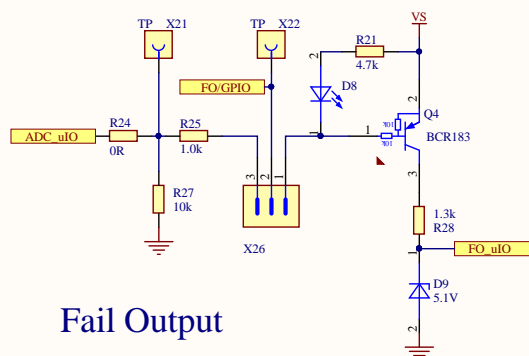 TP X21
TP X22
VS
R21
4.7k
2
D8
FO/GPIO
2
Q4
R24
R25
ADC_uIO
1
1
BCR183
0R
1.0k
3
2
1
3
R27
10k
1.3k
R28
X26
1
FO_uIO
D9
5.1V
2
Fail Output